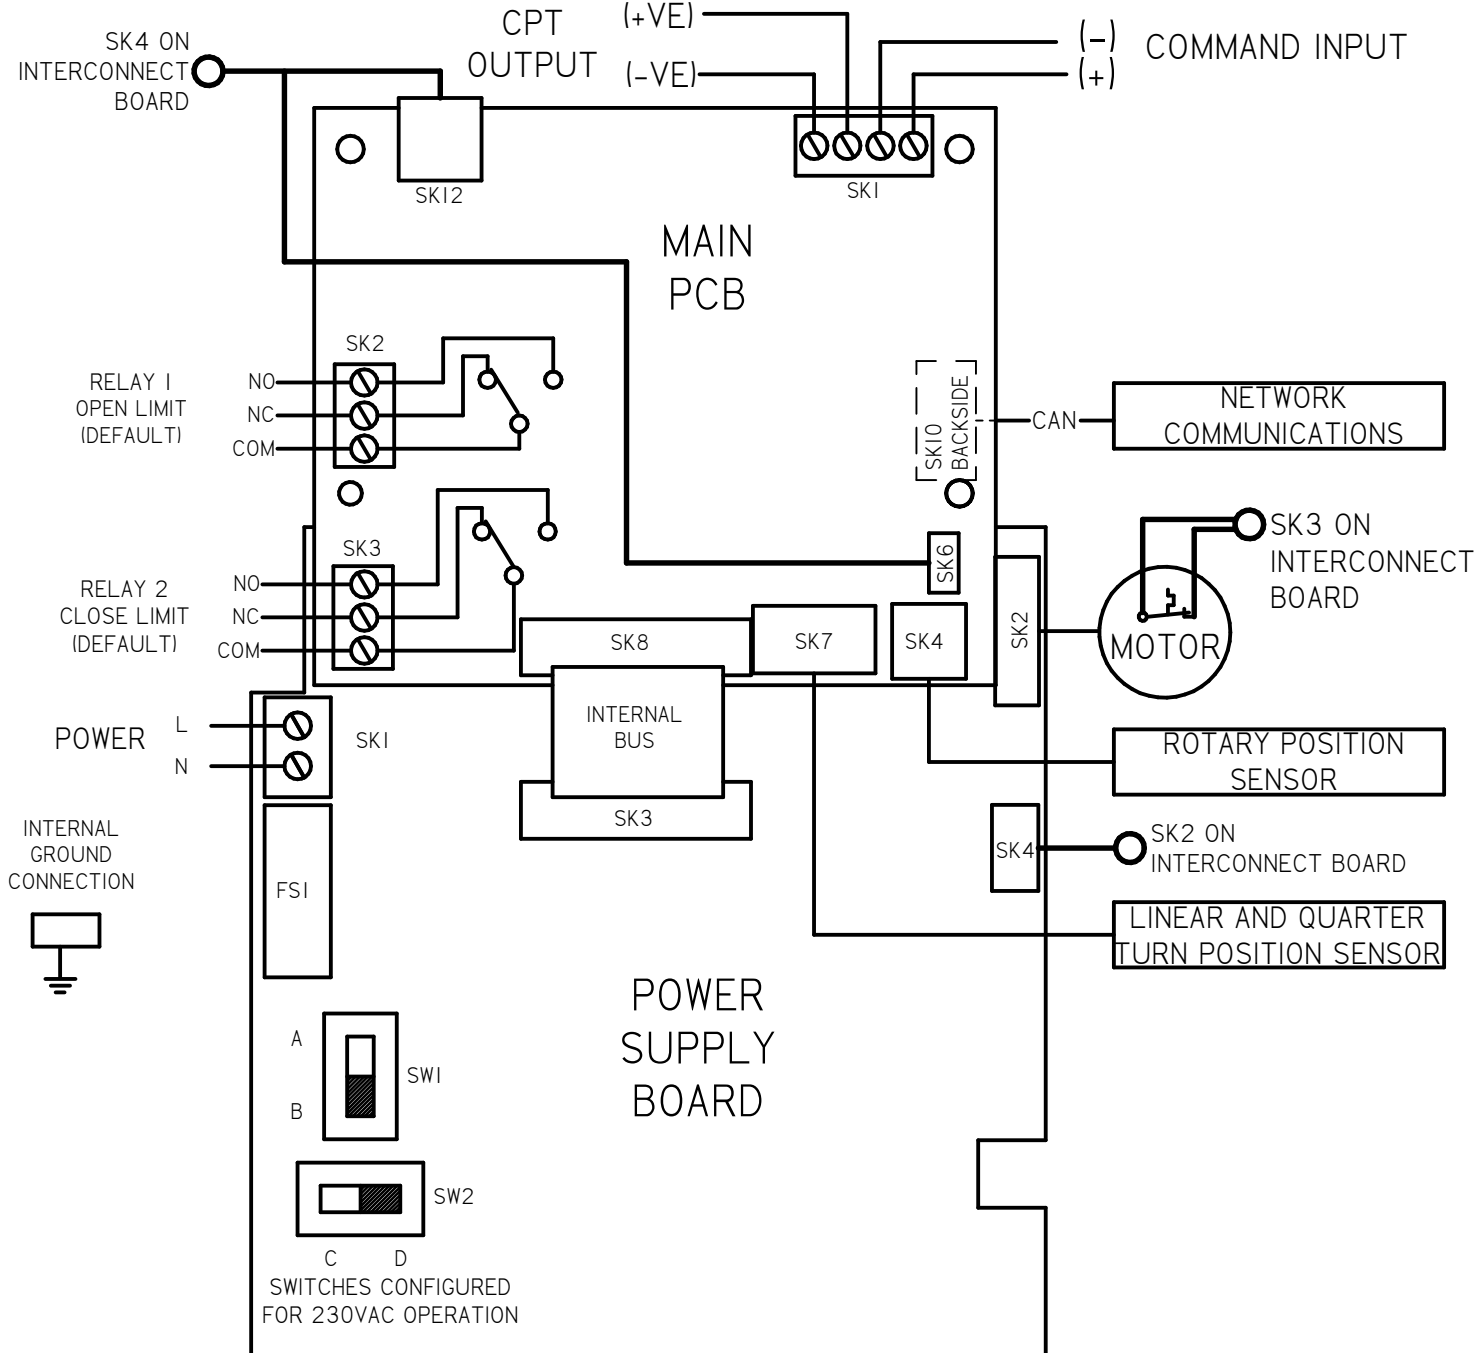 CPT
OUTPUT
(+VE)
(-VE)
(-)
(+)
COMMAND INPUT
SK4 ON
INTERCONNECT
BOARD
SK12
SK1
MAIN
PCB
SK2
RELAY 1
OPEN LIMIT
(DEFAULT)
NO
NC
COM
SK10
BACKSIDE
CAN
NETWORK
COMMUNICATIONS
SK3
RELAY 2
CLOSE LIMIT
(DEFAULT)
NO
NC
COM
SK6
SK8
SK7
SK4
SK2
MOTOR
SK3 ON
INTERCONNECT
BOARD
POWER
L
N
SK1
INTERNAL
BUS
SK3
ROTARY POSITION
SENSOR
SK4
SK2 ON
INTERCONNECT BOARD
LINEAR AND QUARTER
TURN POSITION SENSOR
INTERNAL
GROUND
CONNECTION
FS1
POWER
SUPPLY
BOARD
A
B
SW1
SW2
C D
SWITCHES CONFIGURED
FOR 230VAC OPERATION